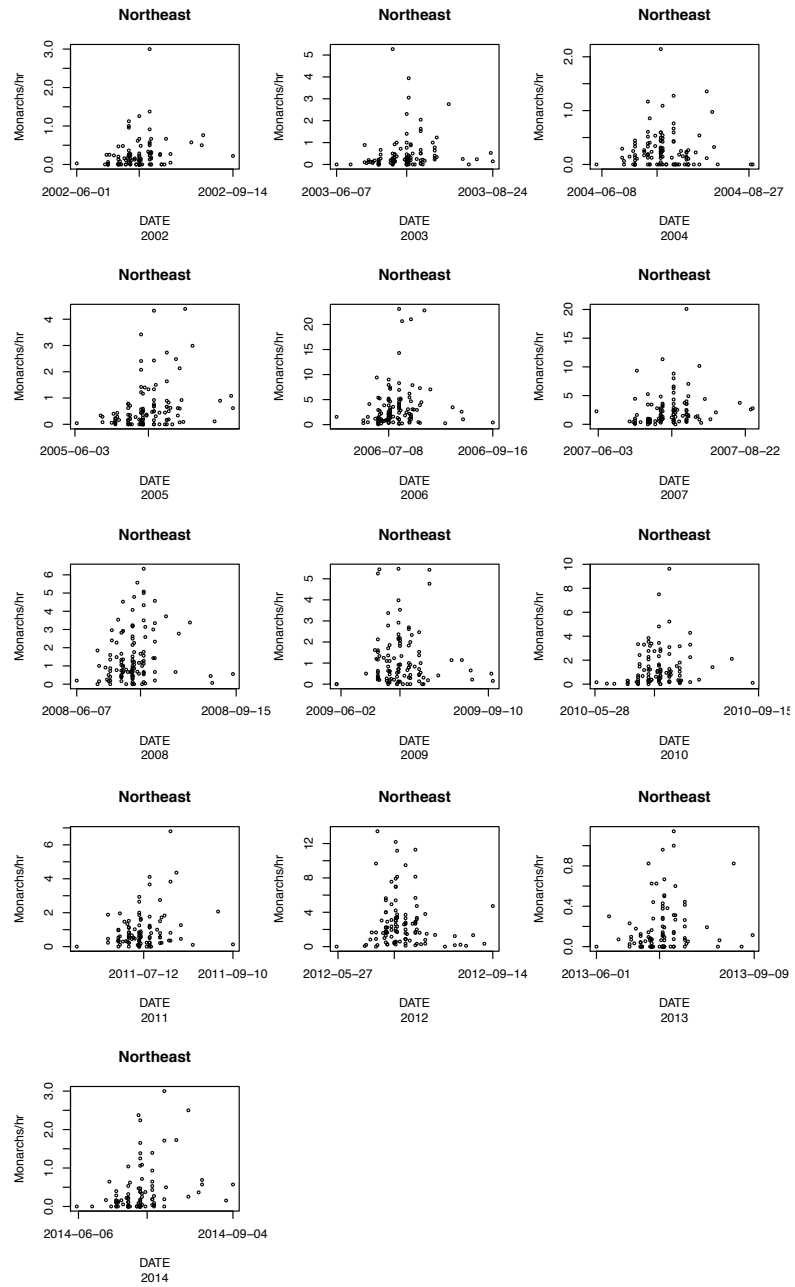 Northeast
Monarchs/hr
0.0 1.0 2.0 3.0
2002−06−01 2002−09−14
DATE
2002
Northeast
Monarchs/hr
0 1 2 3 4 5
2003−06−07 2003−08−24
DATE
2003
Northeast
Monarchs/hr
0.0 1.0 2.0
2004−06−08 2004−08−27
DATE
2004
Northeast
Monarchs/hr
0 1 2 3 4
2005−06−03
DATE
2005
Northeast
Monarchs/hr
0 5 10 20
2006−07−08 2006−09−16
DATE
2006
Northeast
Monarchs/hr
0 5 10 15 20
2007−06−03 2007−08−22
DATE
2007
Northeast
Monarchs/hr
0 1 2 3 4 5 6
2008−06−07 2008−09−15
DATE
2008
Northeast
Monarchs/hr
0 1 2 3 4 5
2009−06−02 2009−09−10
DATE
2009
Northeast
Monarchs/hr
0 2 4 6 8 10
2010−05−28 2010−09−15
DATE
2010
Northeast
Monarchs/hr
0 2 4 6
2011−07−12 2011−09−10
DATE
2011
Northeast
Monarchs/hr
0 4 8 12
2012−05−27 2012−09−14
DATE
2012
Northeast
Monarchs/hr
0.0 0.4 0.8
2013−06−01 2013−09−09
DATE
2013
Northeast
Monarchs/hr
0.0 1.0 2.0 3.0
2014−06−06 2014−09−04
DATE
2014